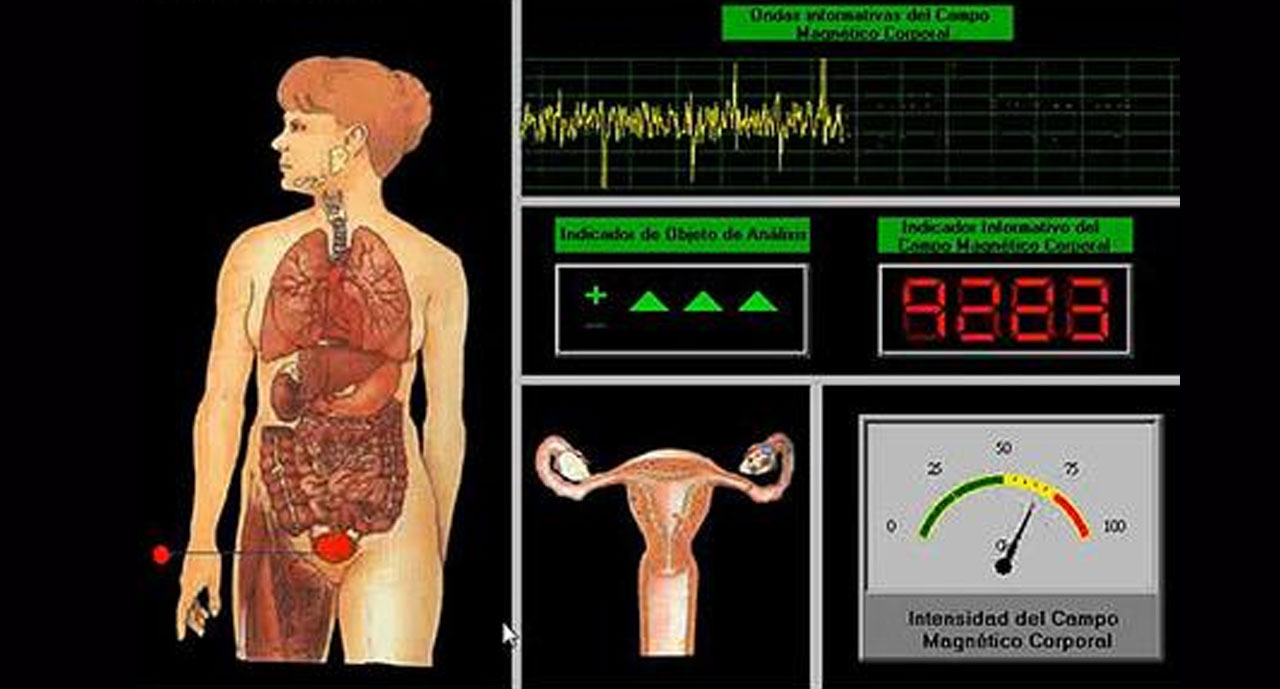 Ondas informativas del Campo
Magnético Corporal
Indicador de Objeto de Análisis
Indicador Informativo del
Campo Magnético Corporal
+
9283
0
25
50
75
100
Intensidad del Campo
Magnético Corporal